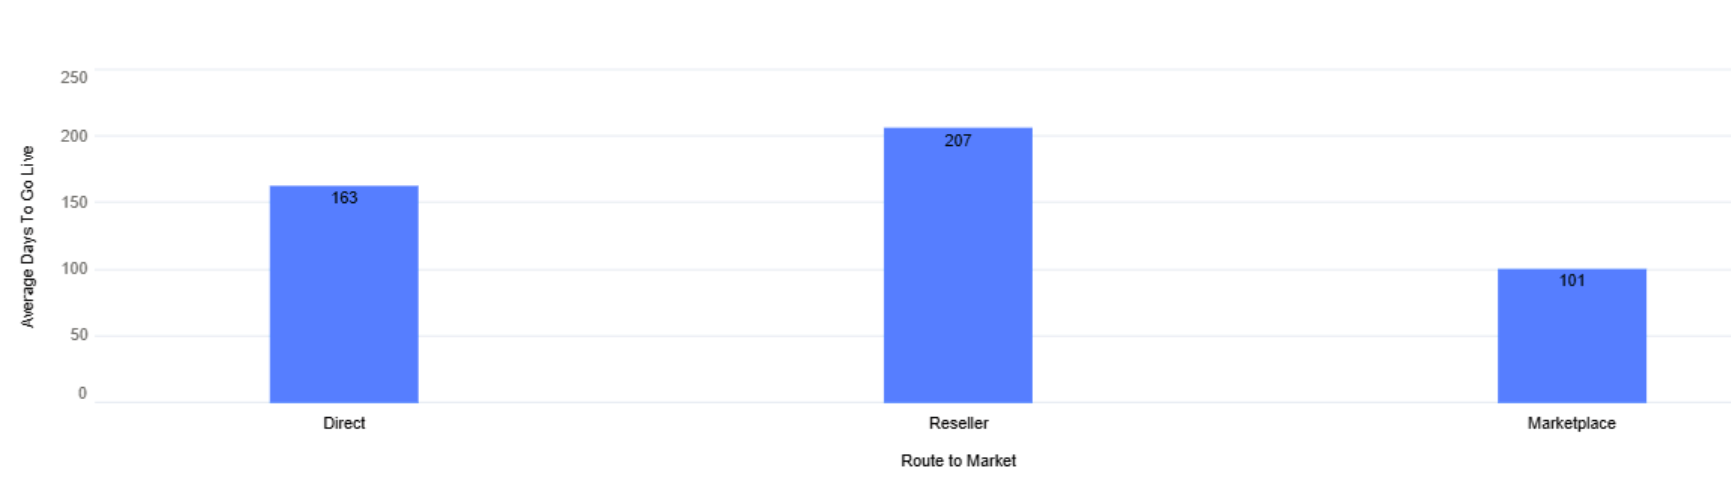 250
200
150
100
50
0
Average Days To Go Live
163
207
101
Direct
Reseller
Marketplace
Route to Market